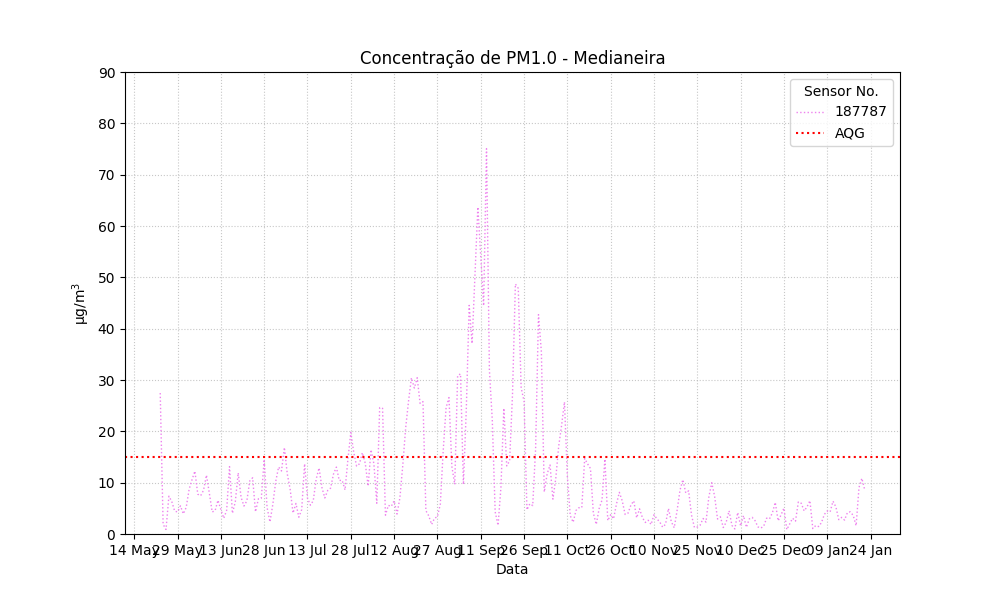 Concentração de PM1.0 - Medianeira
Sensor No.
187787
AQG
µg/m³
90
80
70
60
50
40
30
20
10
0
14 May 29 May 13 Jun 28 Jun 13 Jul 28 Jul 12 Aug 27 Aug 11 Sep 26 Sep 11 Oct 26 Oct 10 Nov 25 Nov 10 Dec 25 Dec 09 Jan 24 Jan
Data